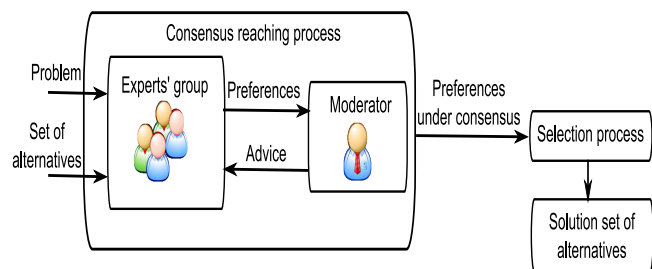 Consensus reaching process
Problem
Set of
alternatives
Experts' group
Preferences
Advice
Moderator
Preferences
under consensus
Selection process
Solution set of
alternatives